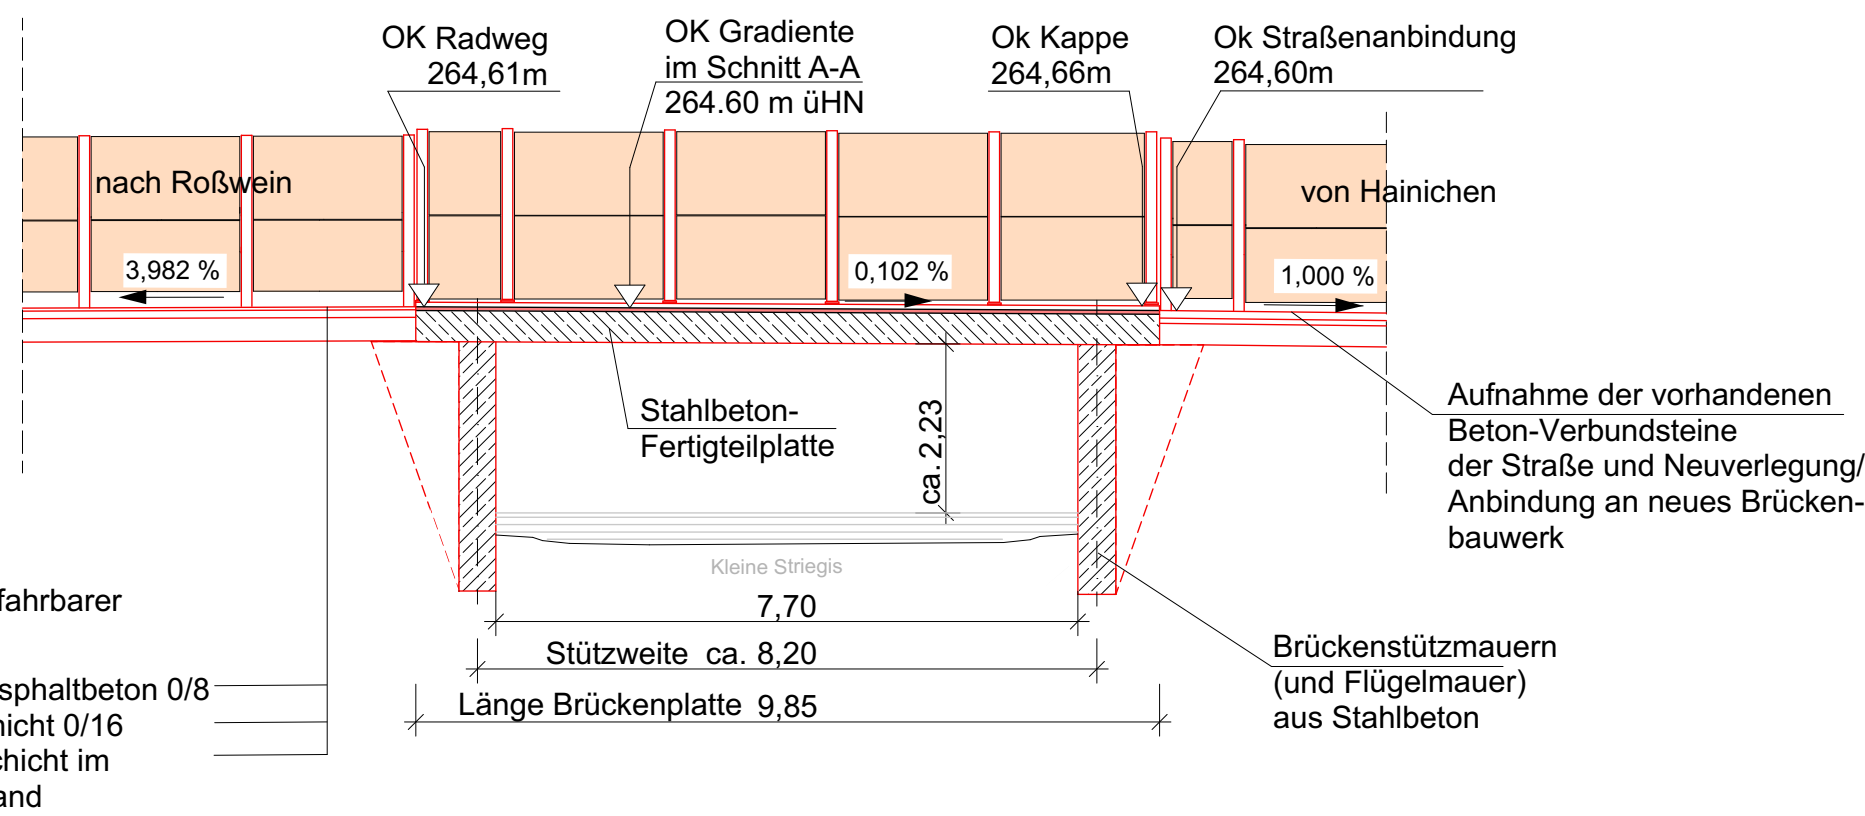 OK Radweg
264,61m
OK Gradiente
im Schnitt A-A
264.60 m üHN
Ok Kappe
264,66m
Ok Straßenanbindung
264,60m
nach Roßwein
von Hainichen
3,982 %
0,102 %
1,000 %
Stahlbeton-
Fertigteilplatte
ca. 2,23
Aufnahme der vorhandenen
Beton-Verbundsteine
der Straße und Neuverlegung/
Anbindung an neues Brücken-
bauwerk
Kleine Striegis
7,70
Stützweite ca. 8,20
Länge Brückenplatte 9,85
Brückenstützmauern
(und Flügelmauer)
aus Stahlbeton
fahrbarer
sphaltbeton 0/8
hicht 0/16
chicht im
and